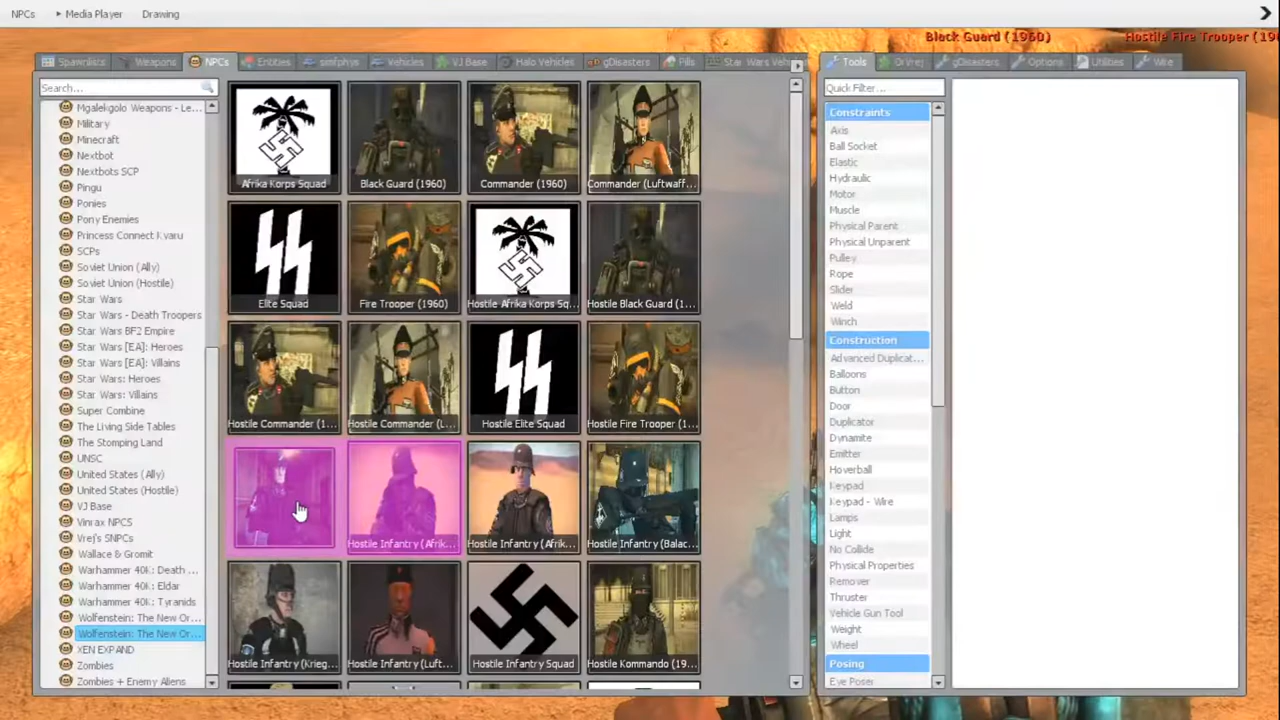 NPCs
Media Player
Drawing
Black Guard (1960)
Hostile Fire Trooper (196
Spawnlists
Weapons
NPCs
Entities
simfphys
Vehicles
VJ Base
Halo Vehicles
gDisasters
Pills
Star Wars Veh
Search...
Mgalekgolo Weapons - Le...
Military
Minecraft
Nextbot
Nextbots SCP
Pingu
Ponies
Pony Enemies
Princess Connect Kyaru
SCPs
Soviet Union (Ally)
Soviet Union (Hostile)
Star Wars
Star Wars - Death Troopers
Star Wars BF2 Empire
Star Wars [EA]: Heroes
Star Wars [EA]: Villains
Star Wars: Heroes
Star Wars: Villains
Super Combine
The Living Side Tables
The Stomping Land
UNSC
United States (Ally)
United States (Hostile)
VJ Base
Vinrax NPCS
Vrej's SNPCs
Wallace & Gromit
Warhammer 40K: Death ...
Warhammer 40K: Eldar
Warhammer 40K: Tyranids
Wolfenstein: The New Or...
Wolfenstein: The New Or...
XEN EXPAND
Zombies
Zombies + Enemy Aliens
Afrika Korps Squad
Black Guard (1960)
Commander (1960)
Commander (Luftwaff...
Elite Squad
Fire Trooper (1960)
Hostile Afrika Korps Sq...
Hostile Black Guard (1...
Hostile Commander (1...
Hostile Commander (L...
Hostile Elite Squad
Hostile Fire Trooper (1...
Hostile Infantry (Afrik...
Hostile Infantry (Afrik...
Hostile Infantry (Balac...
Hostile Infantry (Krieg...
Hostile Infantry (Luft...
Hostile Infantry Squad
Hostile Kommando (19...
Tools
gDisasters
Options
Utilities
Wire
Quick Filter...
Constraints
Axis
Ball Socket
Elastic
Hydraulic
Motor
Muscle
Physical Parent
Physical Unparent
Pulley
Rope
Slider
Weld
Winch
Construction
Advanced Duplicat...
Balloons
Button
Door
Duplicator
Dynamite
Emitter
Hoverball
Keypad
Keypad - Wire
Lamps
Light
No Collide
Physical Properties
Remover
Thruster
Vehicle Gun Tool
Weight
Wheel
Posing
Eye Poser